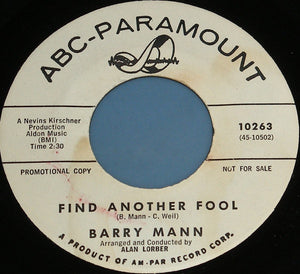 ABC-PARAMOUNT
A Nevins Kirschner
Production
Aldon Music
(BMI)
Time 2:30
10263
(45-10502)
PROMOTIONAL COPY
NOT FOR SALE
FIND ANOTHER FOOL
(B. Mann - C. Weil)
BARRY MANN
Arranged and Conducted by
ALAN LORBER
A PRODUCT OF AM-PAR RECORD CORP.